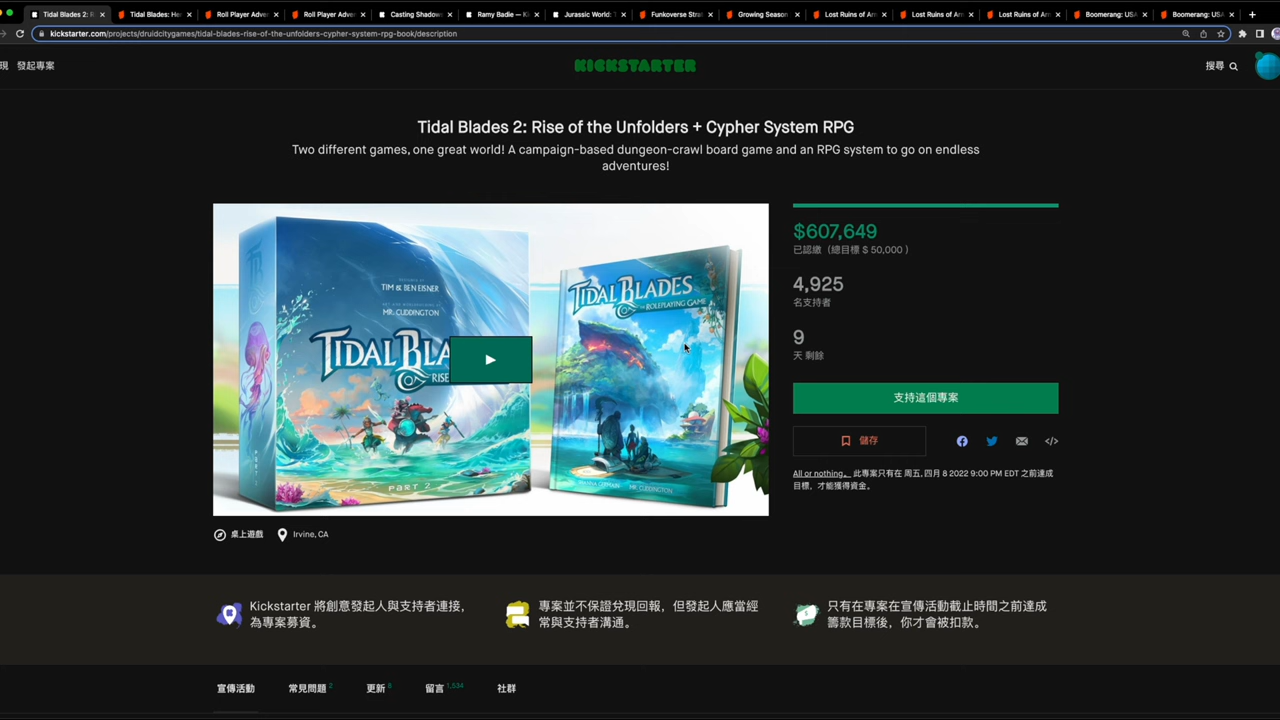 Tidal Blades 2: R
Tidal Blades: He
Roll Player Adve
Roll Player Adve
Casting Shadows
Ramy Badie — Ki
Jurassic World: T
Funkoverse Strat
Growing Season
Lost Ruins of Arn
Lost Ruins of Arn
Lost Ruins of Arn
Boomerang: USA
Boomerang: USA
kickstarter.com/projects/druidcitygames/tidal-blades-rise-of-the-unfolders-cypher-system-rpg-book/description
現 發起專案
KICKSTARTER
搜尋
Tidal Blades 2: Rise of the Unfolders + Cypher System RPG
Two different games, one great world! A campaign-based dungeon-crawl board game and an RPG system to go on endless
adventures!
TIM & BEN EISNER
MR. CUDDINGTON
TIDAL BLA
RISE
PART 2
TIDAL BLADES
ROLEPLAYING GAME
MR. CUDDINGTON
$607,649
已認繳（總目標 $ 50,000 ）
4,925
名支持者
9
天 剩餘
支持這個專案
儲存
All or nothing。 此專案只有在 周五, 四月 8 2022 9:00 PM EDT 之前達成
目標，才能獲得資金。
桌上遊戲 Irvine, CA
Kickstarter 將創意發起人與支持者連接，
為專案募資。
專案並不保證兌現回報，但發起人應當經
常與支持者溝通。
只有在專案在宣傳活動截止時間之前達成
籌款目標後，你才會被扣款。
宣傳活動 常見問題 2 更新 8 留言 1,534 社群